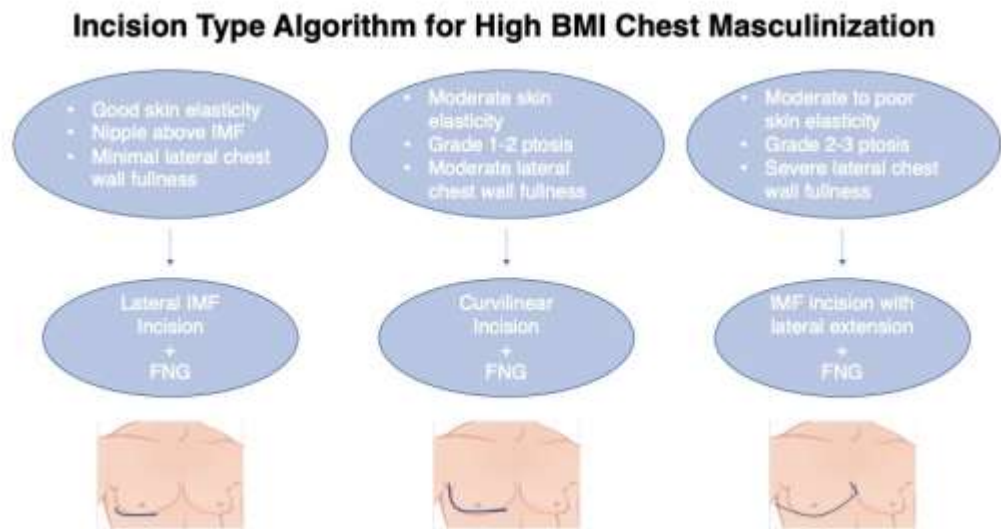 Incision Type Algorithm for High BMI Chest Masculinization
• Good skin elasticity
• Nipple above IMF
• Minimal lateral chest
wall fullness
• Moderate skin
elasticity
• Grade 1-2 ptosis
• Moderate lateral
chest wall fullness
• Moderate to poor
skin elasticity
• Grade 2-3 ptosis
• Severe lateral chest
wall fullness
Lateral IMF
Incision
+
FNG
Curvilinear
Incision
+
FNG
IMF Incision with
lateral extension
+
FNG